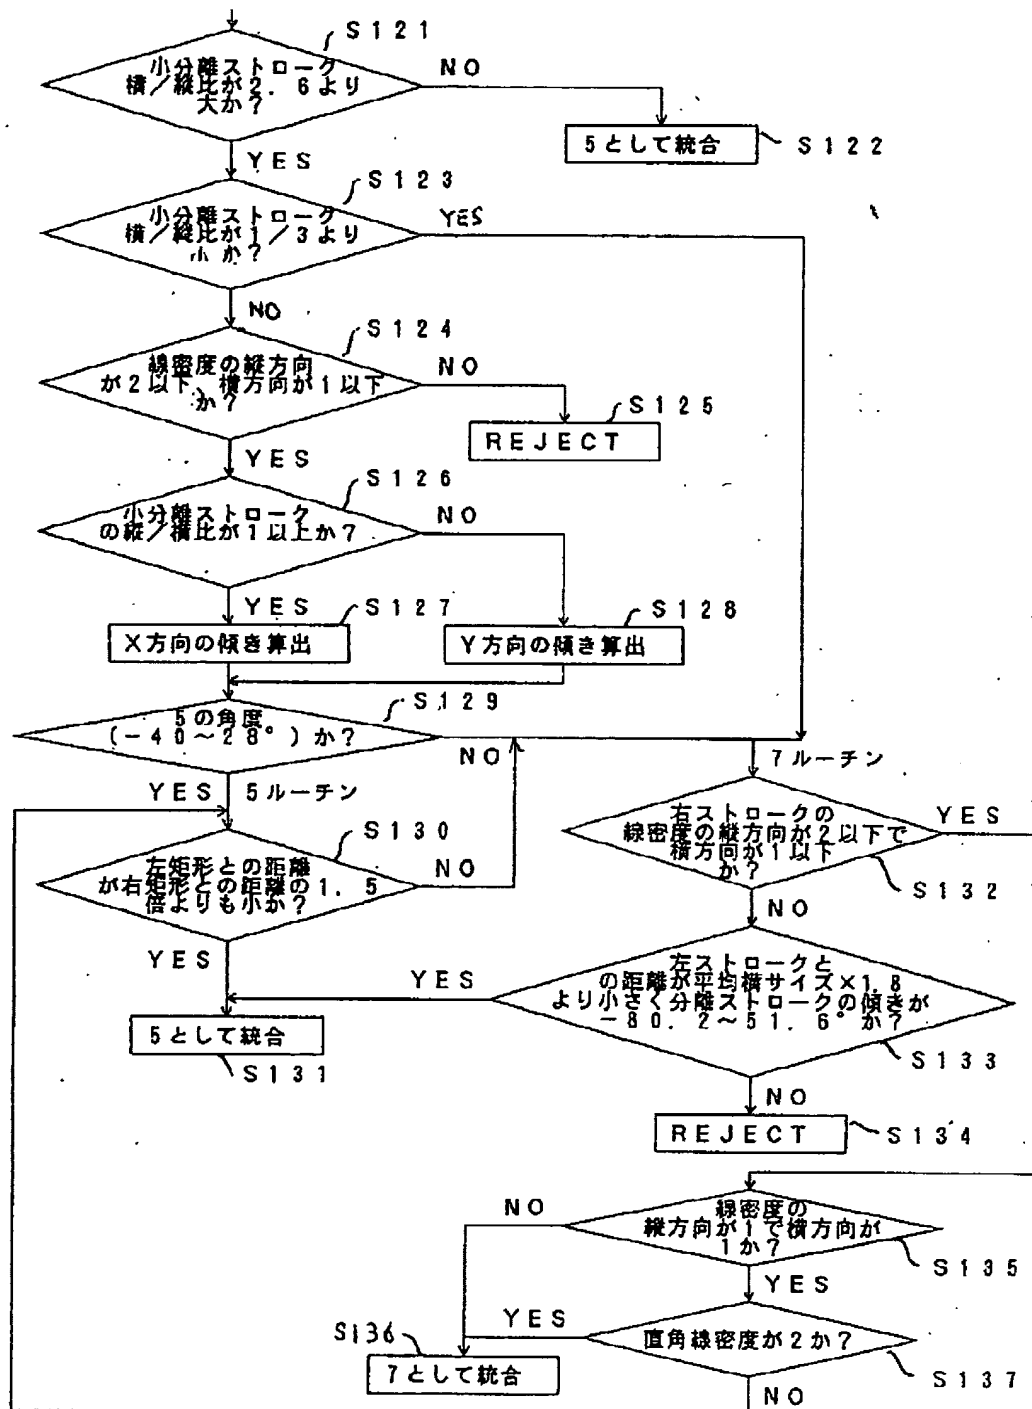 S121
小分離ストローク
横／縦比が2．6より
大か？
NO
5として統合
S122
YES
S123
小分離ストローク
横／縦比が1／3より
小か？
YES
NO
S124
線密度の縦方向
が2以下、横方向が1以下
か？
NO
S125
REJECT
YES
S126
小分離ストローク
の縦／横比が1以上か？
NO
YES
S127
X方向の傾き算出
S128
Y方向の傾き算出
S129
5の角度
(－40〜28°)か？
NO
7ルーチン
YES
5ルーチン
S130
左矩形との距離
が右矩形との距離の1．5
倍よりも小か？
NO
右ストロークの
線密度の縦方向が2以下で
横方向が1以下
か？
YES
S132
NO
YES
左ストロークと
の距離が平均横サイズ×1.8
より小さく分離ストロークの傾きが
－80．2〜51．6°か？
YES
S133
5として統合
S131
NO
REJECT
S134
線密度の
縦方向が1で横方向が
1か？
NO
S135
YES
直角線密度が2か？
YES
S136
7として統合
S137
NO